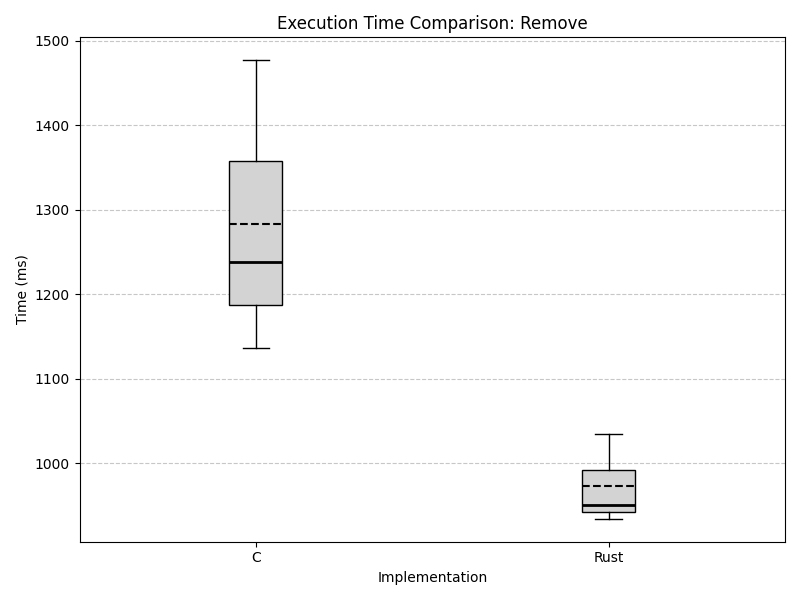 Execution Time Comparison: Remove
1500
1400
1300
1200
1100
1000
Time (ms)
C
Rust
Implementation